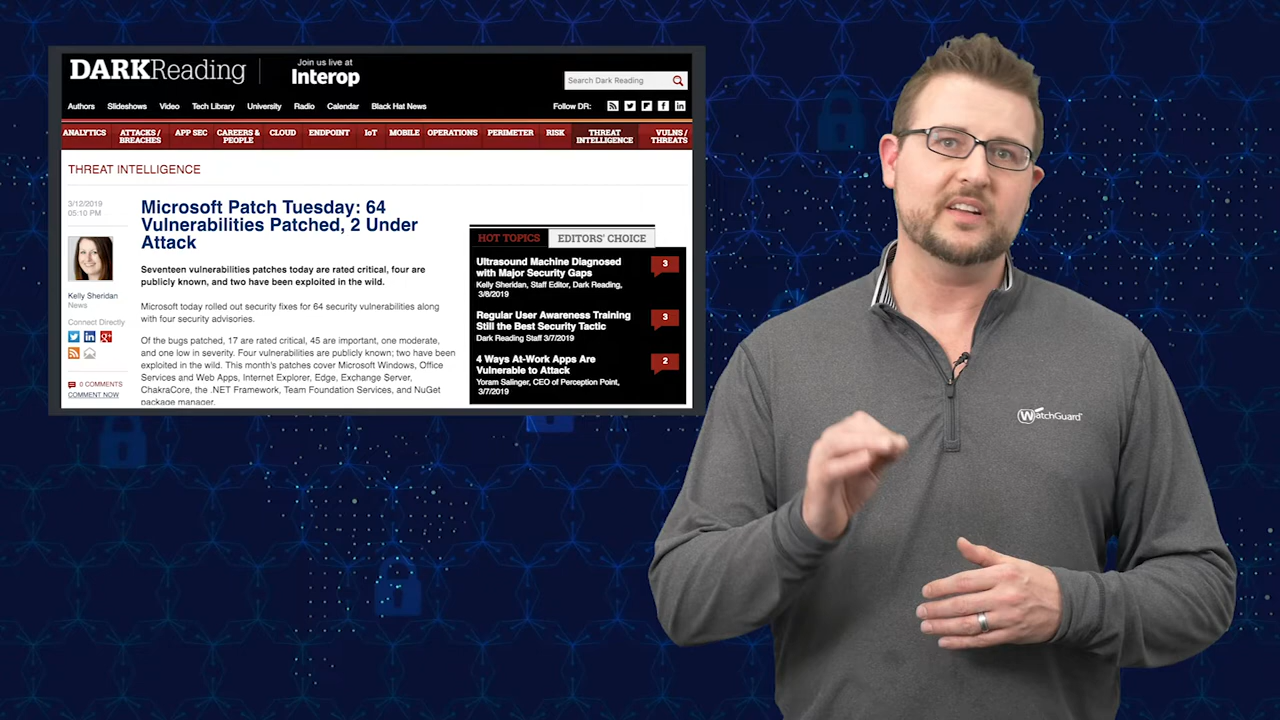 DARKReading
Join us live at
Interop
Search Dark Reading
Authors Slideshows Video Tech Library University Radio Calendar Black Hat News
Follow DR:
ANALYTICS
ATTACKS /
BREACHES
APP SEC
CAREERS &
PEOPLE
CLOUD
ENDPOINT
IoT
MOBILE
OPERATIONS
PERIMETER
RISK
THREAT
INTELLIGENCE
VULNS /
THREATS
THREAT INTELLIGENCE
3/12/2019
05:10 PM
Kelly Sheridan
News
Connect Directly
0 COMMENTS
COMMENT NOW
Microsoft Patch Tuesday: 64
Vulnerabilities Patched, 2 Under
Attack
Seventeen vulnerabilities patches today are rated critical, four are
publicly known, and two have been exploited in the wild.
Microsoft today rolled out security fixes for 64 security vulnerabilities along
with four security advisories.
Of the bugs patched, 17 are rated critical, 45 are important, one moderate,
and one low in severity. Four vulnerabilities are publicly known; two have been
exploited in the wild. This month's patches cover Microsoft Windows, Office
Services and Web Apps, Internet Explorer, Edge, Exchange Server,
ChakraCore, the .NET Framework, Team Foundation Services, and NuGet
package manager.
HOT TOPICS EDITORS' CHOICE
Ultrasound Machine Diagnosed
with Major Security Gaps
Kelly Sheridan, Staff Editor, Dark Reading,
3/8/2019
3
Regular User Awareness Training
Still the Best Security Tactic
Dark Reading Staff 3/7/2019
3
4 Ways At-Work Apps Are
Vulnerable to Attack
Yoram Salinger, CEO of Perception Point,
3/7/2019
2
WatchGuard